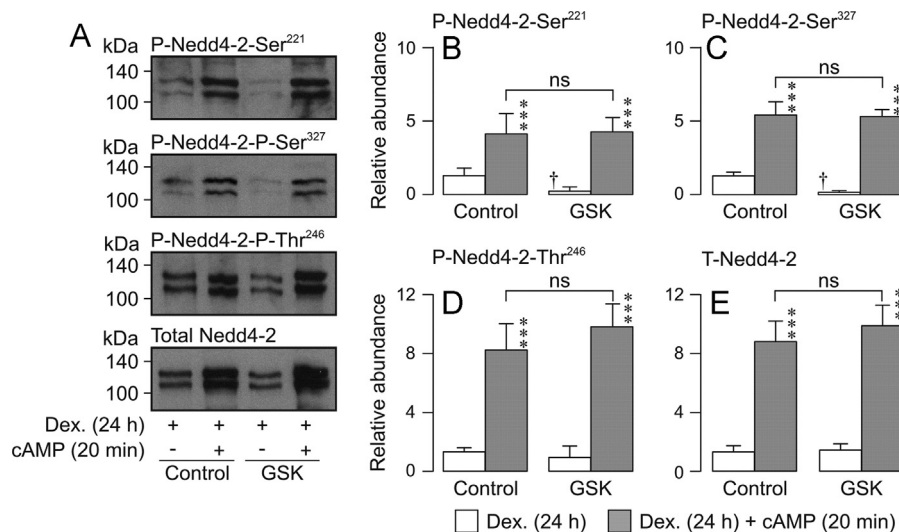 A
kDa P-Nedd4-2-Ser221
140
100
kDa P-Nedd4-2-P-Ser327
140
100
kDa P-Nedd4-2-P-Thr246
140
100
kDa Total Nedd4-2
140
100
Dex. (24 h) + + + +
cAMP (20 min) - + - +
Control GSK
P-Nedd4-2-Ser221
B
Relative abundance
10
5
0
ns
***
***
†
Control GSK
P-Nedd4-2-Ser327
C
10
5
0
ns
***
***
†
Control GSK
P-Nedd4-2-Thr246
D
Relative abundance
12
8
4
0
ns
***
***
Control GSK
T-Nedd4-2
E
12
8
4
0
ns
***
***
Control GSK
Dex. (24 h) Dex. (24 h) + cAMP (20 min)